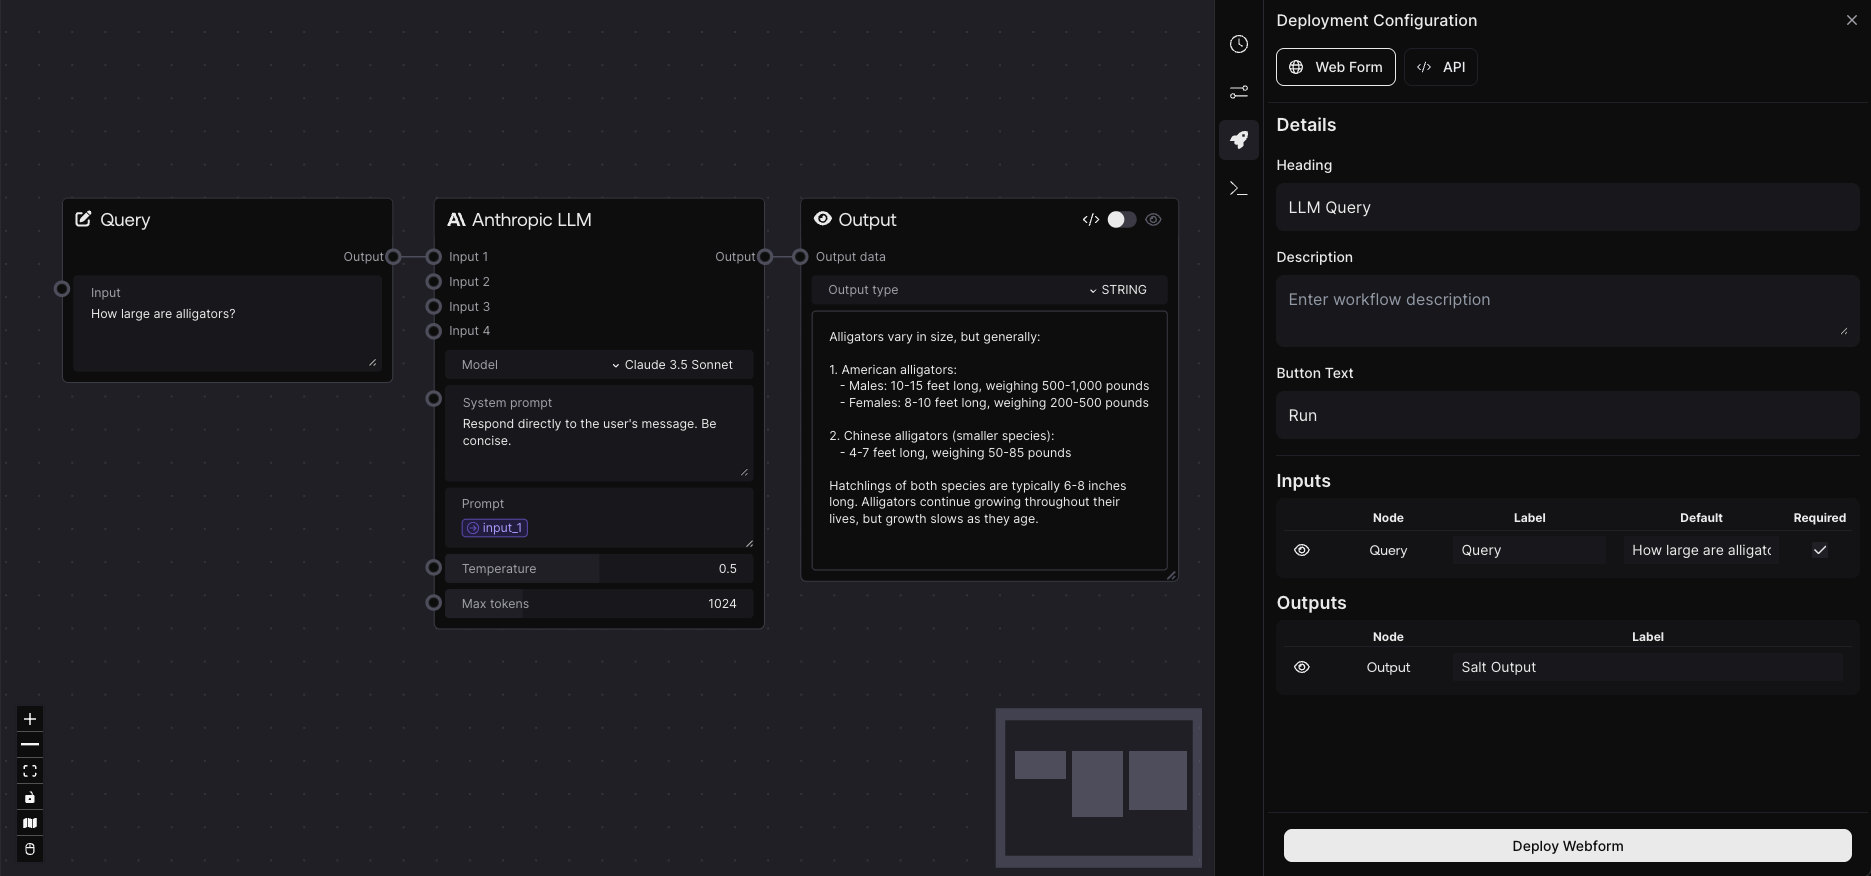 Query
Output
Input
How large are alligators?
Anthropic LLM
Input 1
Output
Input 2
Input 3
Input 4
Model
Claude 3.5 Sonnet
System prompt
Respond directly to the user's message. Be
concise.
Prompt
input_1
Temperature
0.5
Max tokens
1024
Output
</>
Output data
Output type
STRING
Alligators vary in size, but generally:
1. American alligators:
- Males: 10-15 feet long, weighing 500-1,000 pounds
- Females: 8-10 feet long, weighing 200-500 pounds
2. Chinese alligators (smaller species):
- 4-7 feet long, weighing 50-85 pounds
Hatchlings of both species are typically 6-8 inches
long. Alligators continue growing throughout their
lives, but growth slows as they age.
Deployment Configuration
Web Form
</> API
Details
Heading
LLM Query
Description
Enter workflow description
Button Text
Run
Inputs
Node Label Default Required
Query Query How large are alligato
Outputs
Node Label
Output Salt Output
Deploy Webform